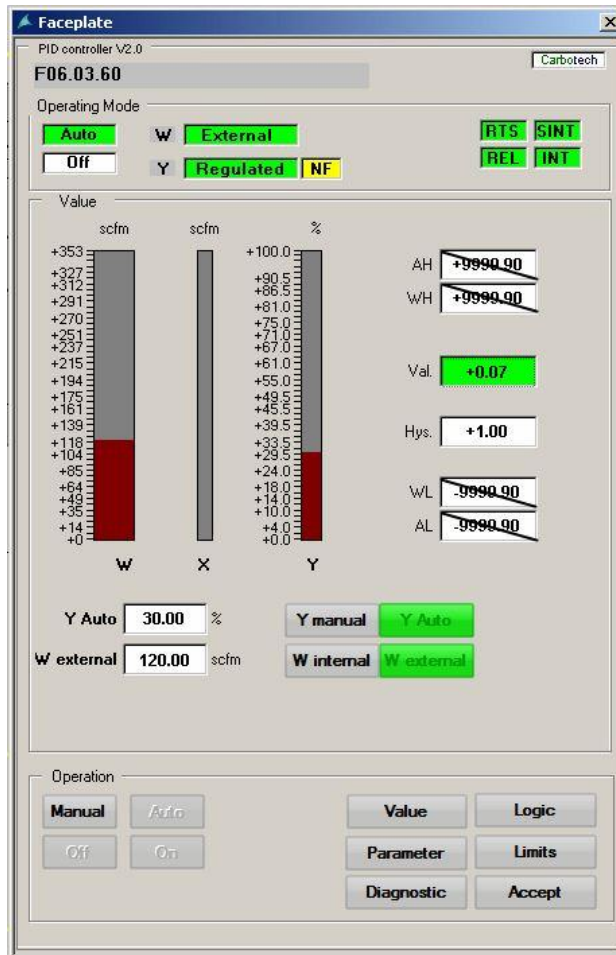 Faceplate
PID controller V2.0
Carbotech
F06.03.60
Operating Mode
Auto W External RTS SINT
Off Y Regulated NF REL INT
Value
scfm scfm %
+353 +100.0
+327 +90.5
+312 +86.5
+291 +81.0
+270 +75.0
+251 +71.0
+237 +67.0
+215 +61.0
+194 +55.0
+175 +49.5
+161 +45.5
+139 +39.5
+118 +33.5
+104 +29.5
+85 +24.0
+64 +18.0
+49 +14.0
+35 +10.0
+14 +4.0
+0 +0.0
W X Y
AH +9999.90
WH +9999.90
Val. +0.07
Hys. +1.00
WL -9999.90
AL -9999.90
Y Auto 30.00 % Y manual Y Auto
W external 120.00 scfm W internal W external
Operation
Manual Auto Value Logic
Off On Parameter Limits
Diagnostic Accept